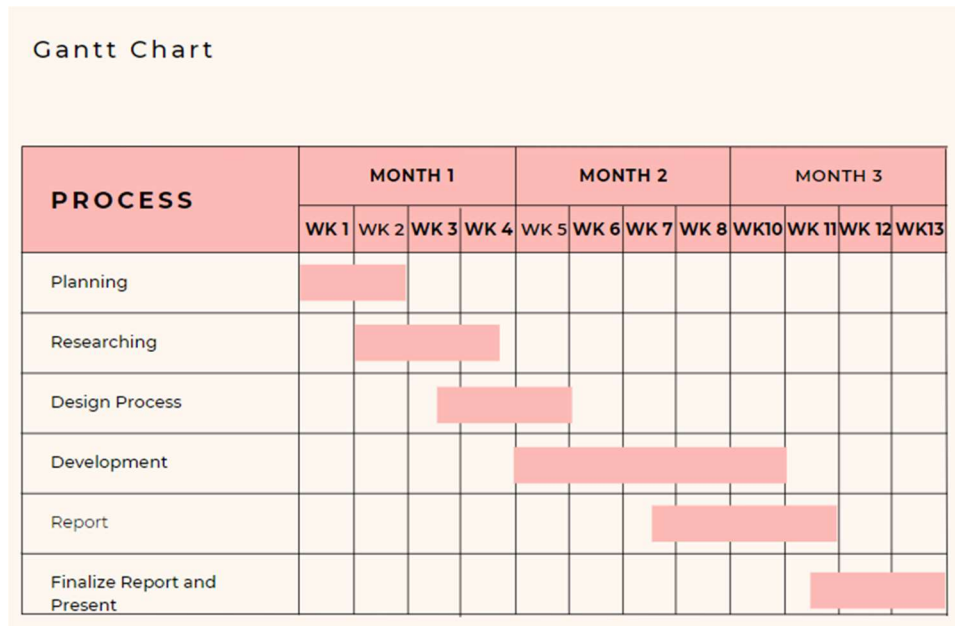 Gantt Chart
PROCESS
MONTH 1
MONTH 2
MONTH 3
WK 1
WK 2
WK 3
WK 4
WK 5
WK 6
WK 7
WK 8
WK10
WK 11
WK 12
WK13
Planning
Researching
Design Process
Development
Report
Finalize Report and
Present